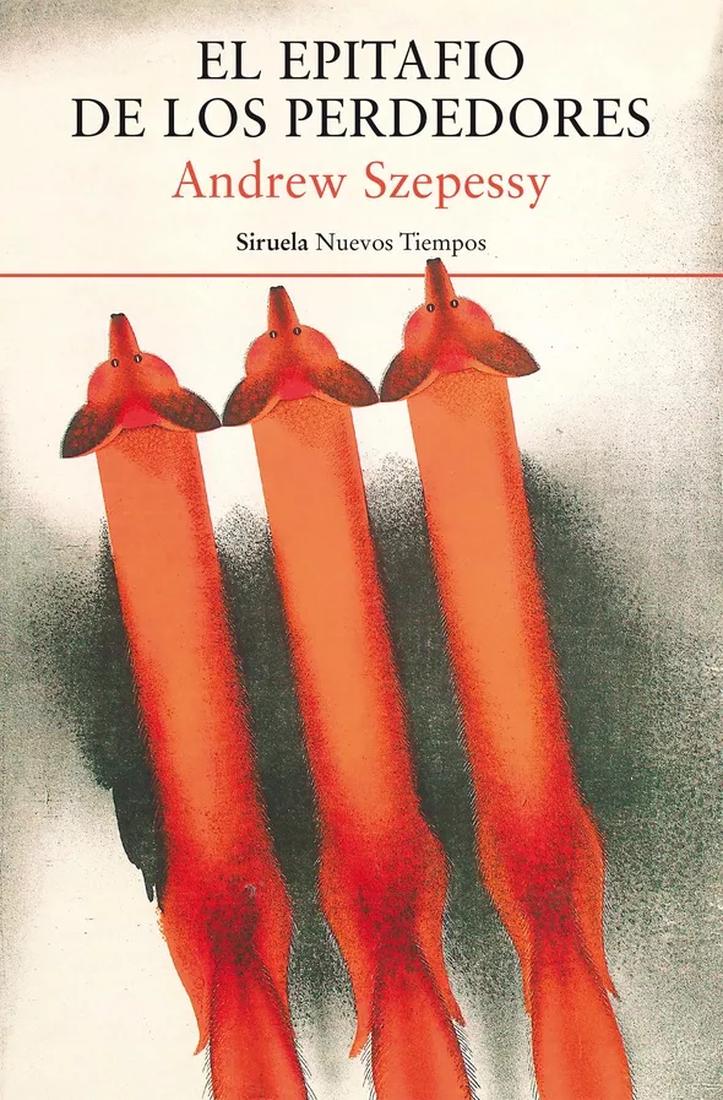 EL EPITAFIO
DE LOS PERDEDORES
Andrew Szepessy
Siruela Nuevos Tiempos